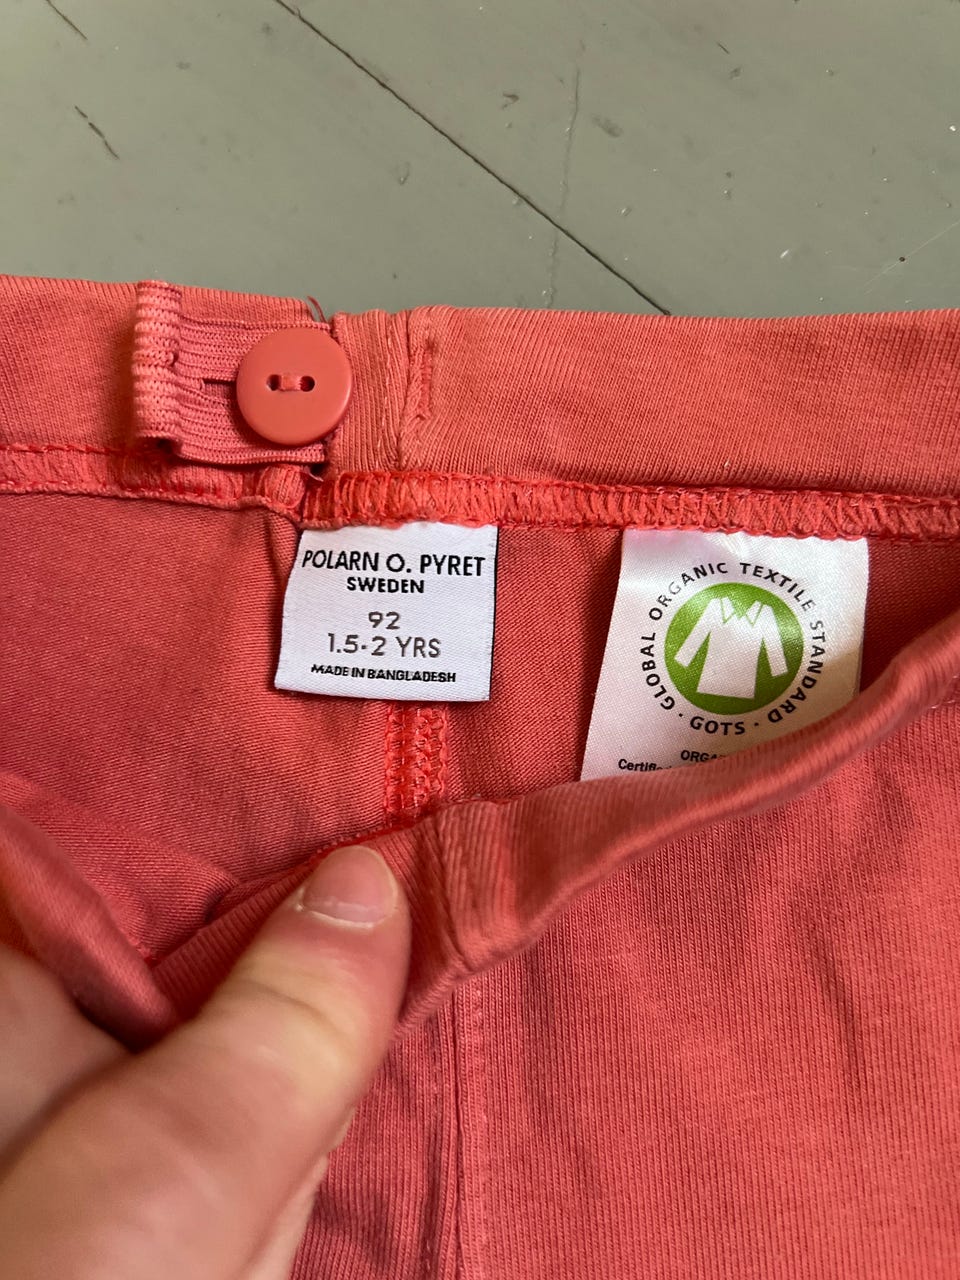 POLARN O. PYRET
SWEDEN
92
1.5-2 YRS
MADE IN BANGLADESH
GLOBAL ORGANIC TEXTILE STANDARD · GOTS ·